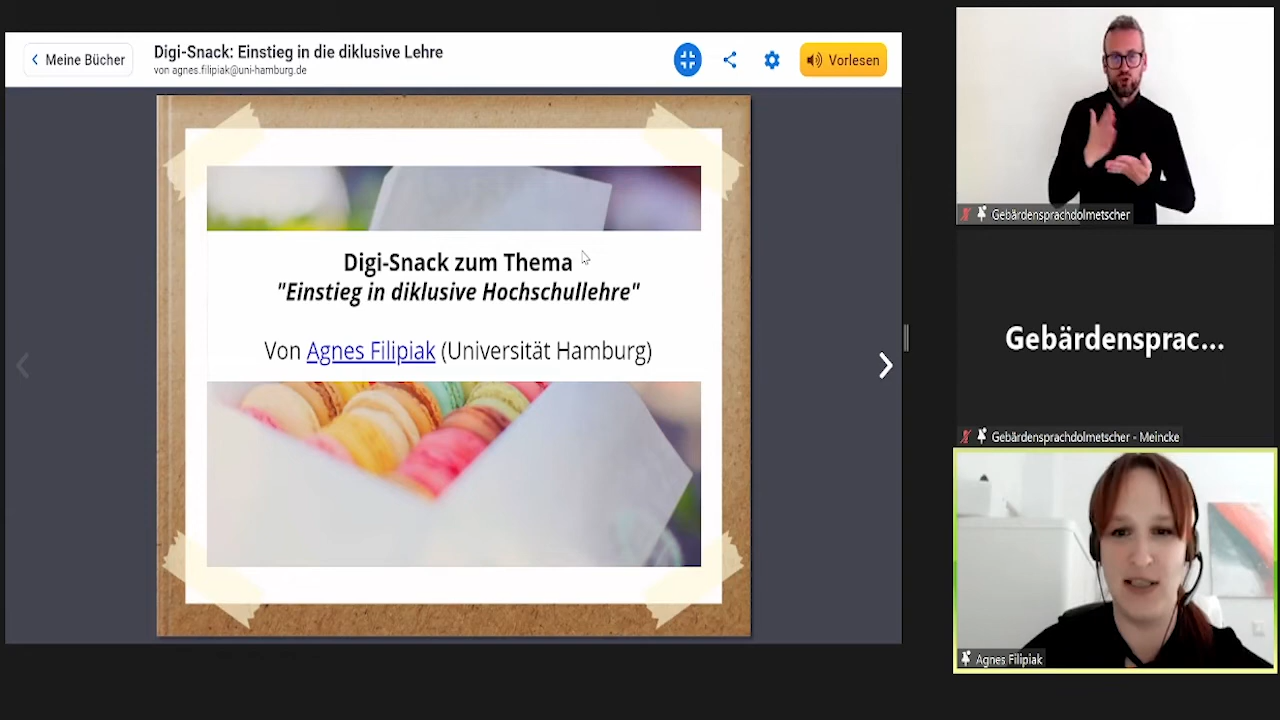 Meine Bücher
Digi-Snack: Einstieg in die diklusive Lehre
von agnes.filipiak@uni-hamburg.de
Vorlesen
Digi-Snack zum Thema
"Einstieg in diklusive Hochschullehre"
Von Agnes Filipiak (Universität Hamburg)
Gebärdensprachdolmetscher
Gebärdensprac...
Gebärdensprachdolmetscher - Meincke
Agnes Filipiak